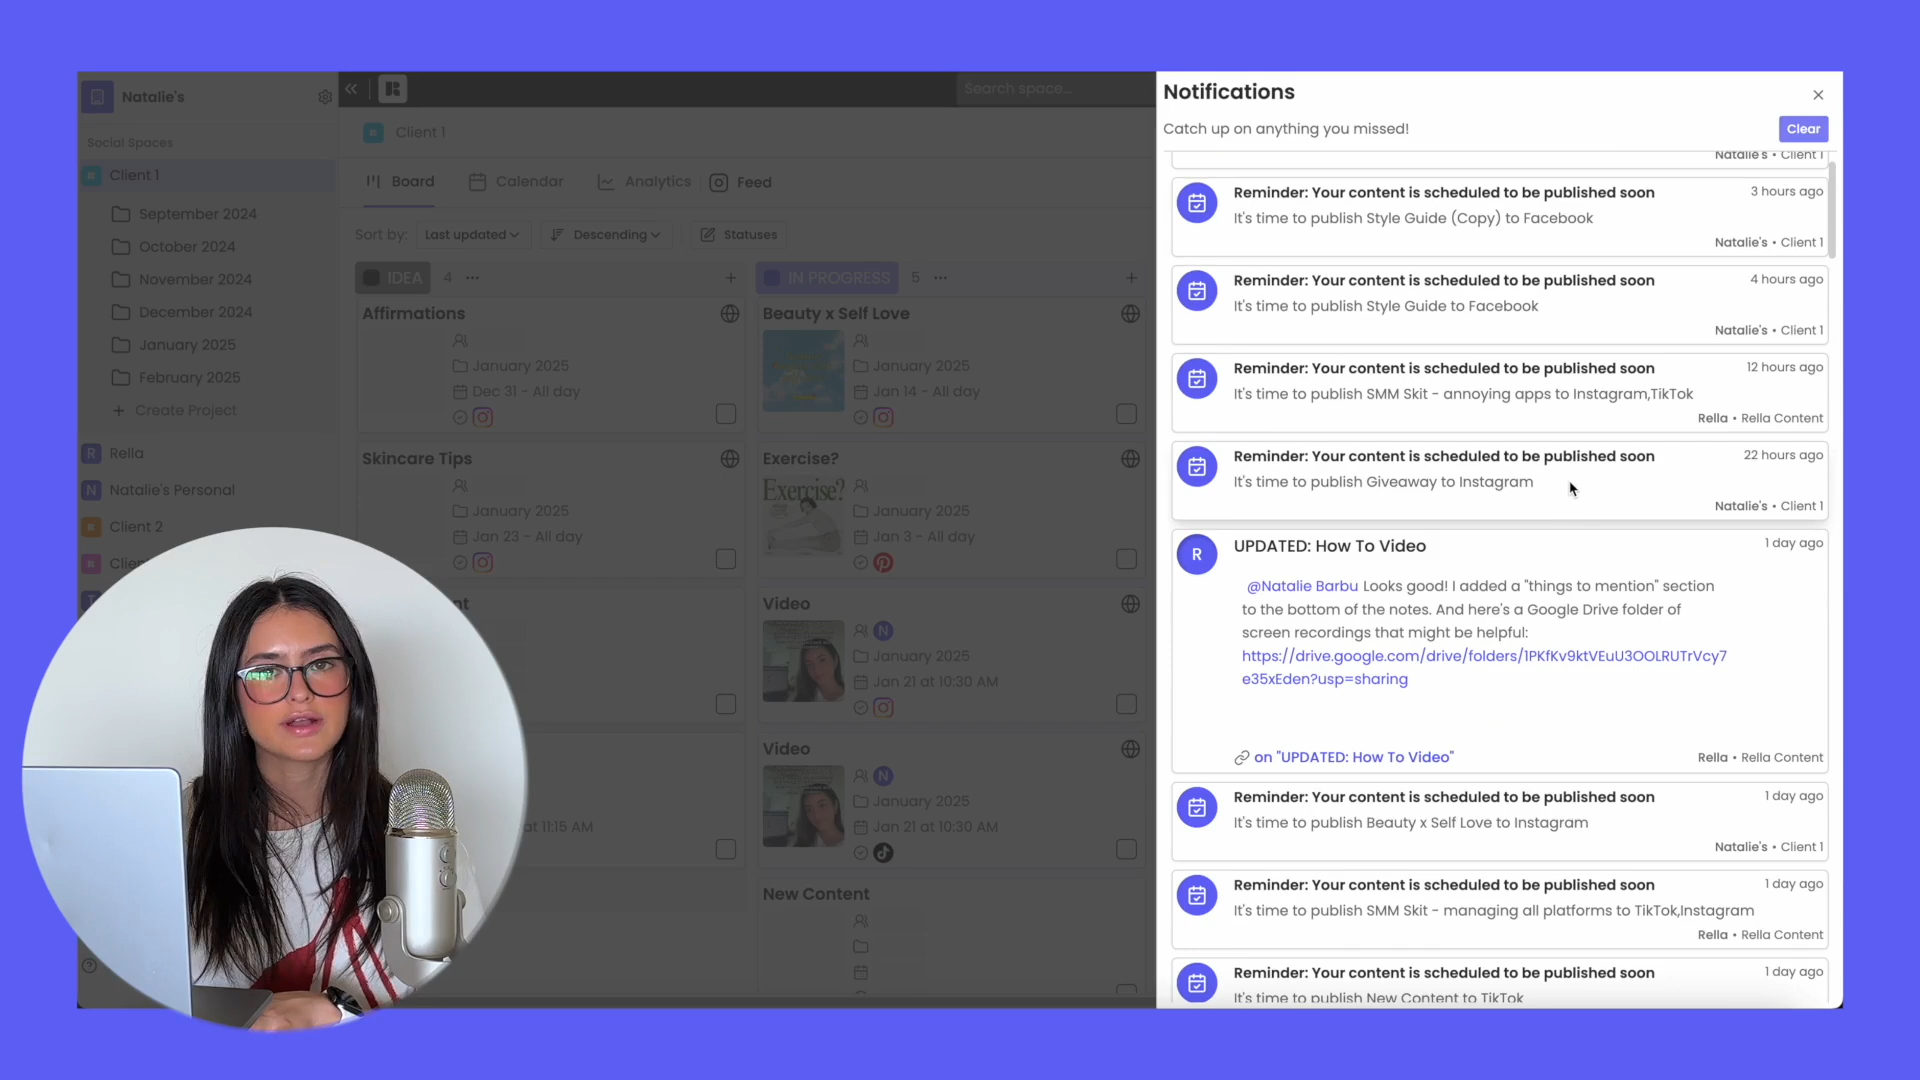 Natalie's
Social Spaces
Client 1
September 2024
October 2024
November 2024
December 2024
January 2025
February 2025
+ Create Project
R Rella
N Natalie's Personal
Client 2
Search space...
Client 1
Board
Calendar
Analytics
Feed
Sort by:
Last updated
Descending
Statuses
IDEA 4 ...
Affirmations
January 2025
Dec 31 - All day
Skincare Tips
January 2025
Jan 23 - All day
at 11:15 AM
IN PROGRESS 5 ...
Beauty x Self Love
January 2025
Jan 14 - All day
Exercise?
Exercise?
January 2025
Jan 3 - All day
Video
N
January 2025
Jan 21 at 10:30 AM
Video
N
January 2025
Jan 21 at 10:30 AM
New Content
Notifications
Catch up on anything you missed!
Clear
Natalie's • Client 1
Reminder: Your content is scheduled to be published soon
3 hours ago
It's time to publish Style Guide (Copy) to Facebook
Natalie's • Client 1
Reminder: Your content is scheduled to be published soon
4 hours ago
It's time to publish Style Guide to Facebook
Natalie's • Client 1
Reminder: Your content is scheduled to be published soon
12 hours ago
It's time to publish SMM Skit - annoying apps to Instagram,TikTok
Rella • Rella Content
Reminder: Your content is scheduled to be published soon
22 hours ago
It's time to publish Giveaway to Instagram
Natalie's • Client 1
R
UPDATED: How To Video
1 day ago
@Natalie Barbu Looks good! I added a "things to mention" section
to the bottom of the notes. And here's a Google Drive folder of
screen recordings that might be helpful:
https://drive.google.com/drive/folders/1PKfKv9ktVEuU3OOLRUTrVcy7
e35xEden?usp=sharing
on "UPDATED: How To Video"
Rella • Rella Content
Reminder: Your content is scheduled to be published soon
1 day ago
It's time to publish Beauty x Self Love to Instagram
Natalie's • Client 1
Reminder: Your content is scheduled to be published soon
1 day ago
It's time to publish SMM Skit - managing all platforms to TikTok,Instagram
Rella • Rella Content
Reminder: Your content is scheduled to be published soon
1 day ago
It's time to publish New Content to TikTok